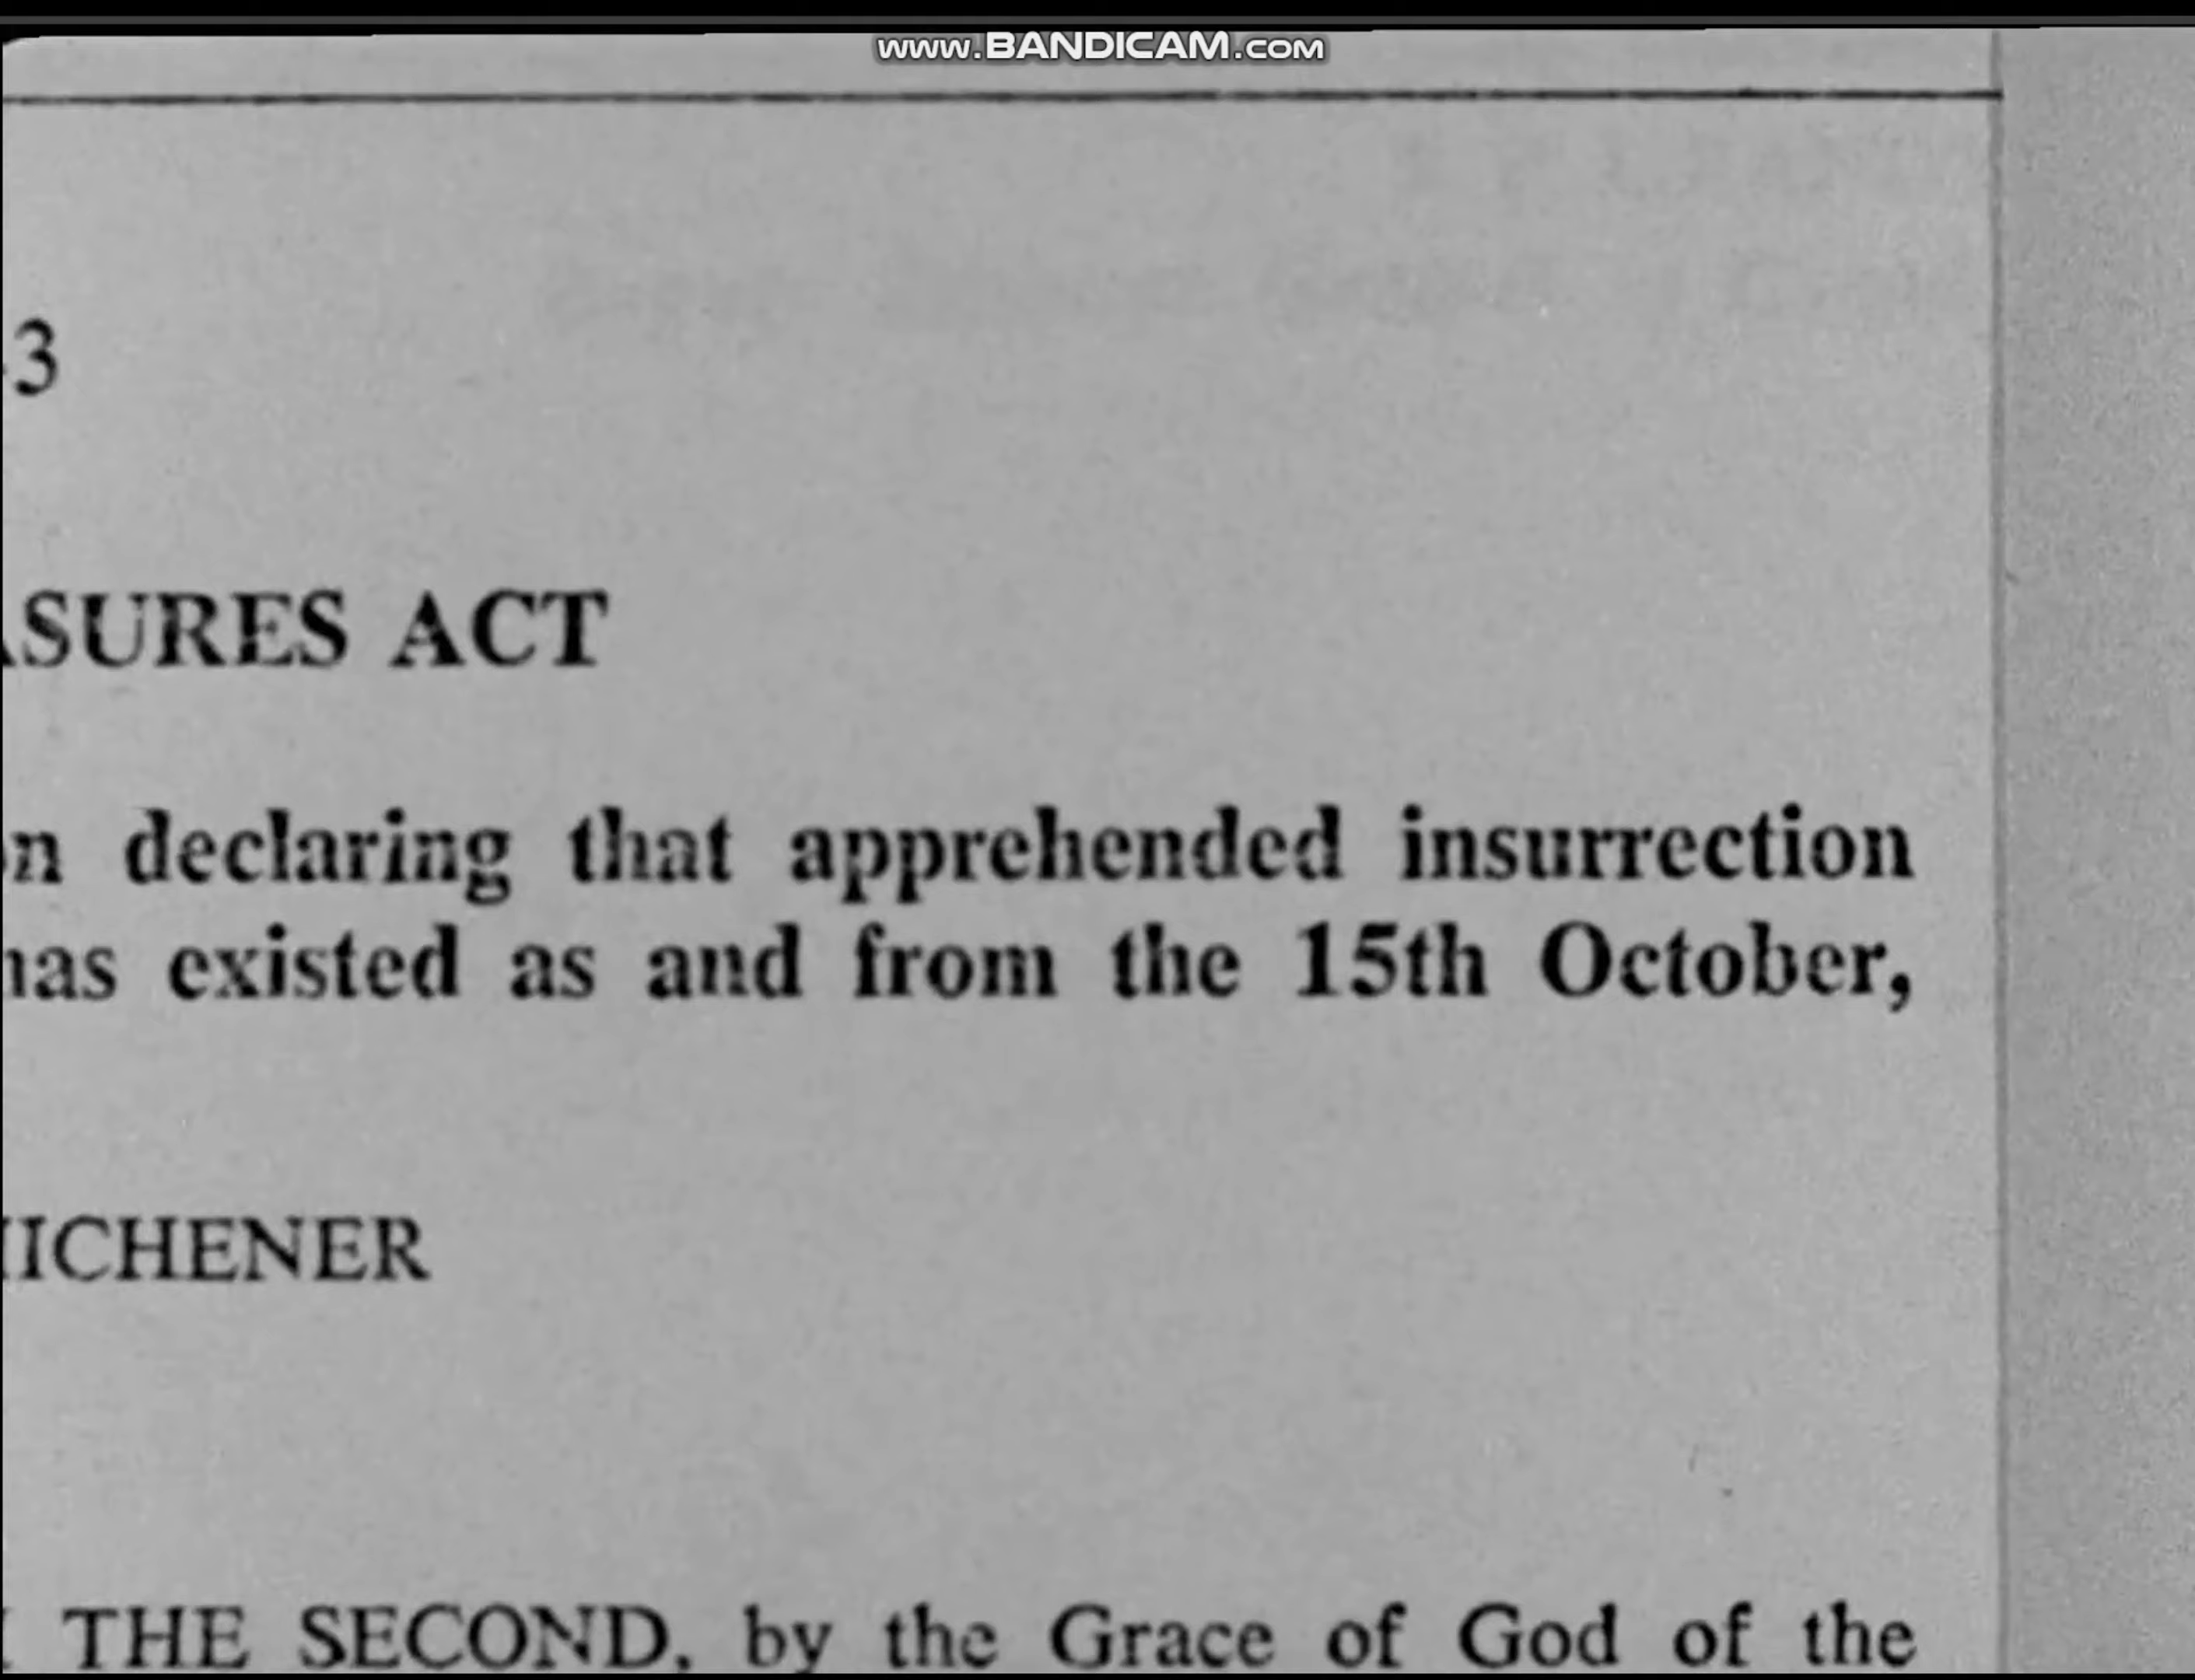 www.BANDICAM.com
3
SURES ACT
n declaring that apprehended insurrection
as existed as and from the 15th October,
ICHENER
THE SECOND, by the Grace of God of the